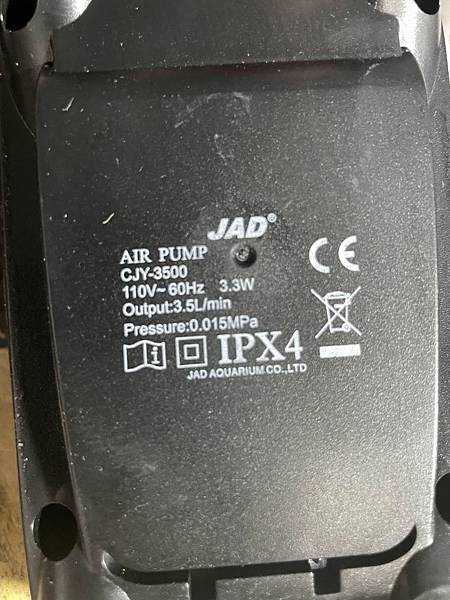 JAD®
AIR PUMP
CJY-3500
110V~60Hz 3.3W
Output:3.5L/min
Pressure:0.015MPa
IPX4
JAD AQUARIUM CO.,LTD
CE